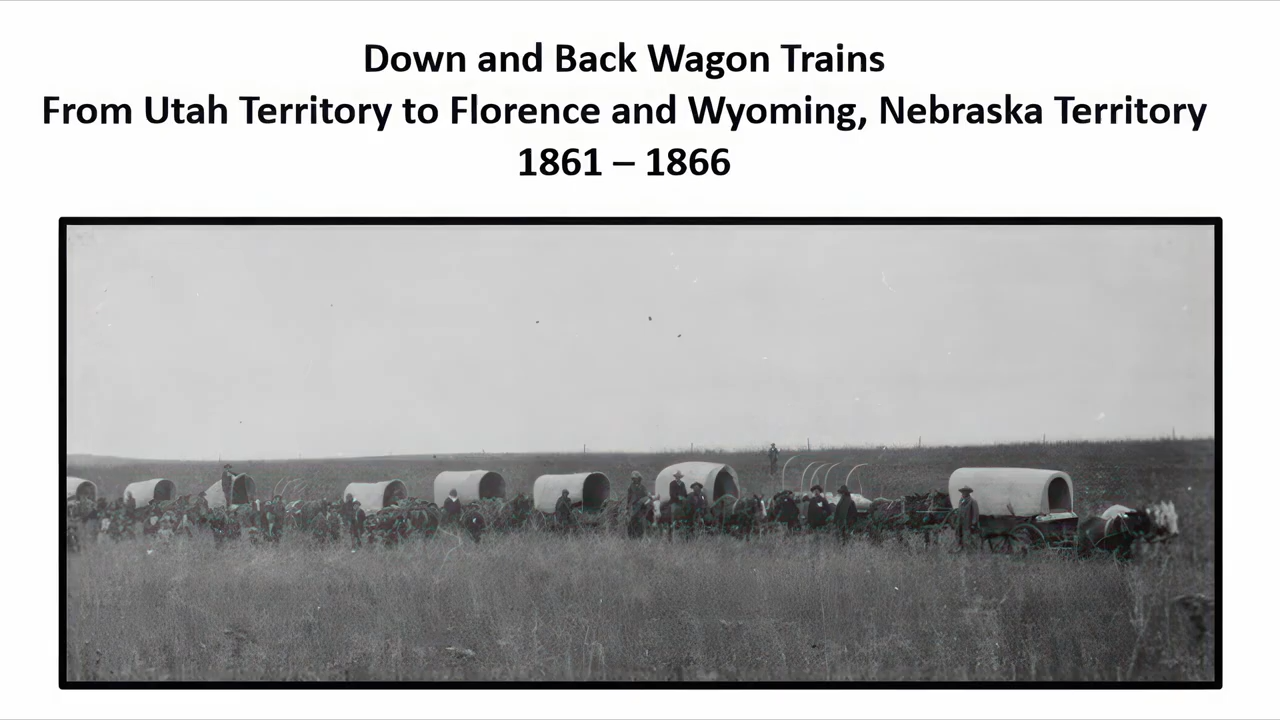 Down and Back Wagon Trains
From Utah Territory to Florence and Wyoming, Nebraska Territory
1861 – 1866